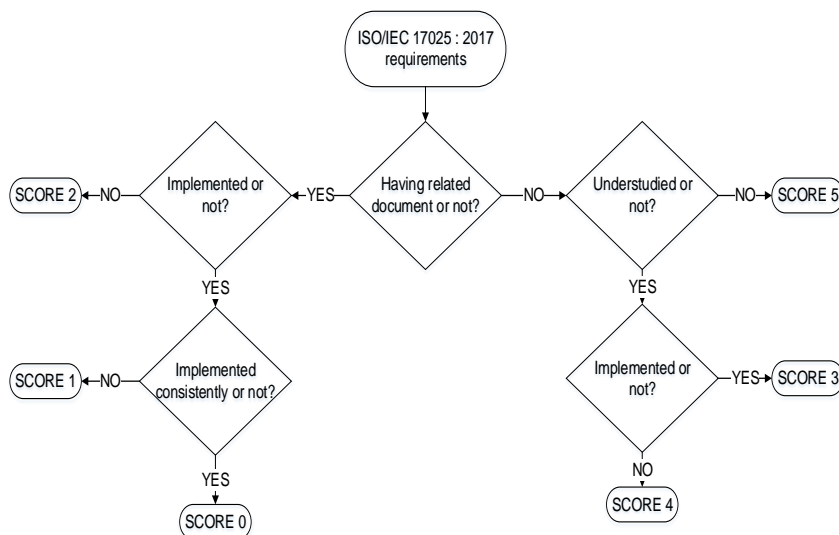 ISO/IEC 17025 : 2017
requirements
Implemented or
not?
Having related
document or not?
Understudied or
not?
SCORE 2
NO
YES
NO
NO
SCORE 5
YES
YES
Implemented
consistently or not?
Implemented or
not?
SCORE 1
NO
YES
SCORE 3
YES
NO
SCORE 0
SCORE 4